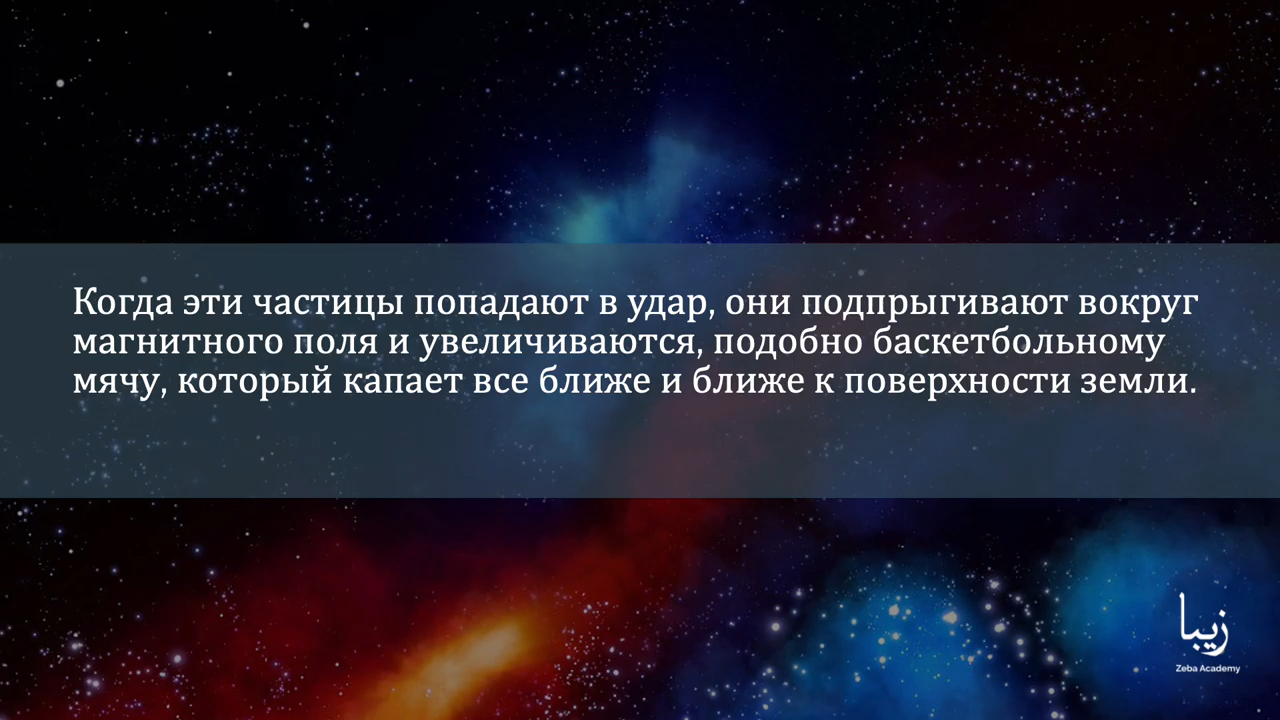 Когда эти частицы попадают в удар, они подпрыгивают вокруг
магнитного поля и увеличиваются, подобно баскетбольному
мячу, который капает все ближе и ближе к поверхности земли.
زيبا
Zeba Academy